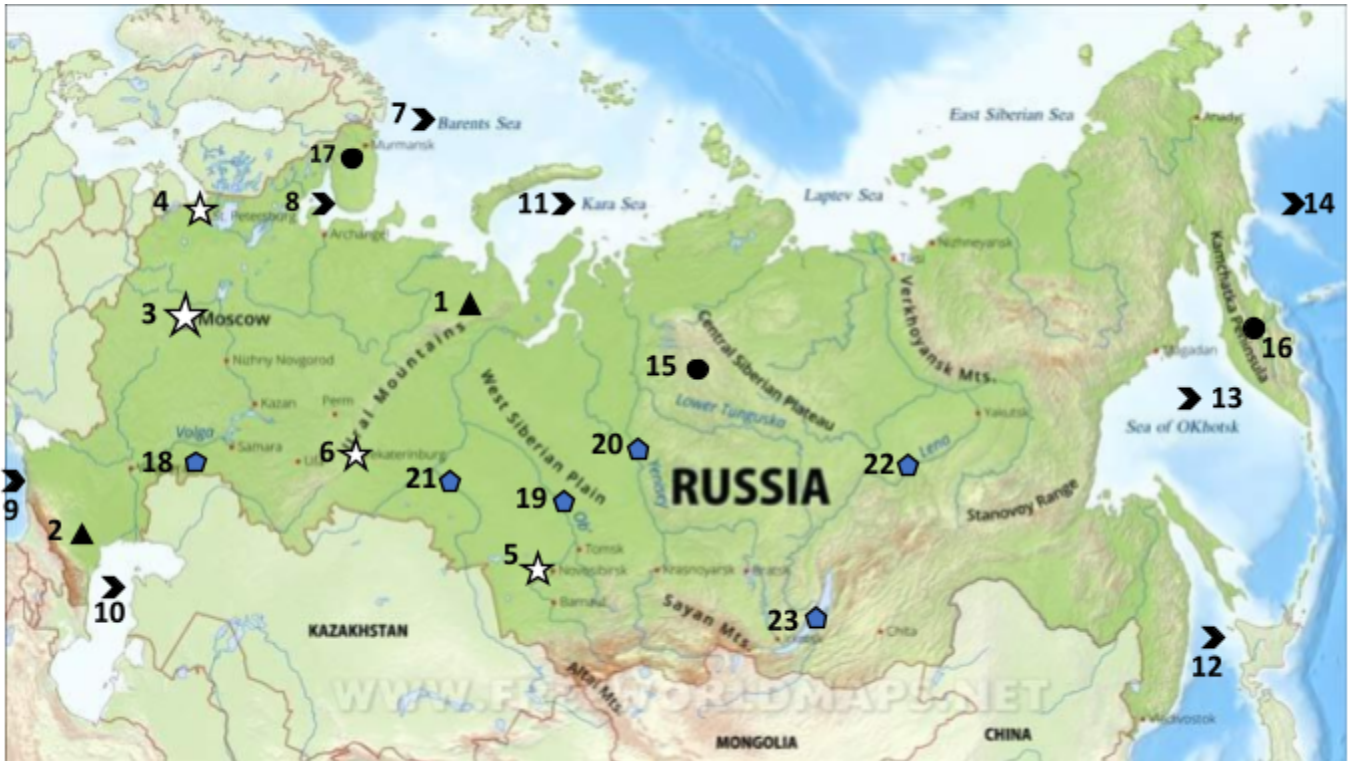 7
Barents Sea
East Siberian Sea
Anadyr
17
Murmansk
4
8
11
Kara Sea
Laptev Sea
14
St. Petersburg
Archangel
Nizhneyansk
Tiksi
3
Moscow
1
Kamchatka Peninsula
Verkhoyansk Mts.
Central Siberian Plateau
16
Magadan
Nizhny Novgorod
Ural Mountains
15
West Siberian Plain
Lower Tunguska
13
Kazan
Perm
Yakutsk
Sea of OKhotsk
Volga
Samara
6
Ekaterinburg
20
Lena
18
Ufa
21
Yenisey
22
RUSSIA
9
19
Ob'
Stanovoy Range
2
5
Tomsk
Novosibirsk
Krasnoyarsk
Bratsk
10
Barnaul
Sayan Mts.
23
Chita
KAZAKHSTAN
12
Altai Mts.
WWW.FREEWORLDMAPS.NET
Vladivostok
MONGOLIA
CHINA